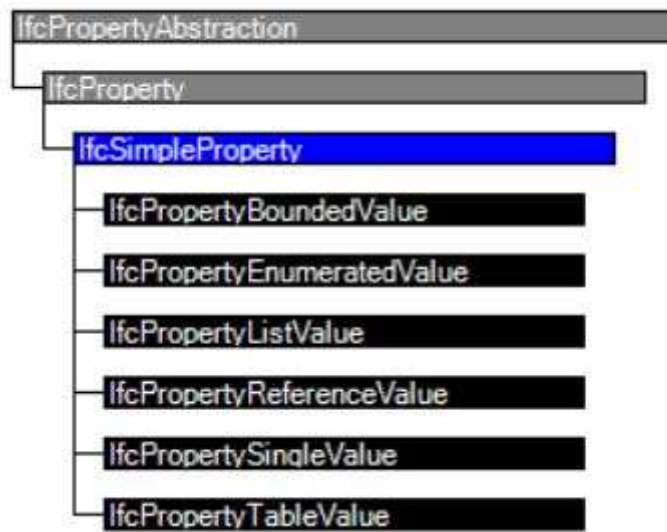 IfcPropertyAbstraction
IfcProperty
IfcSimpleProperty
IfcPropertyBoundedValue
IfcPropertyEnumeratedValue
IfcPropertyListValue
IfcPropertyReferenceValue
IfcPropertySingleValue
IfcPropertyTableValue